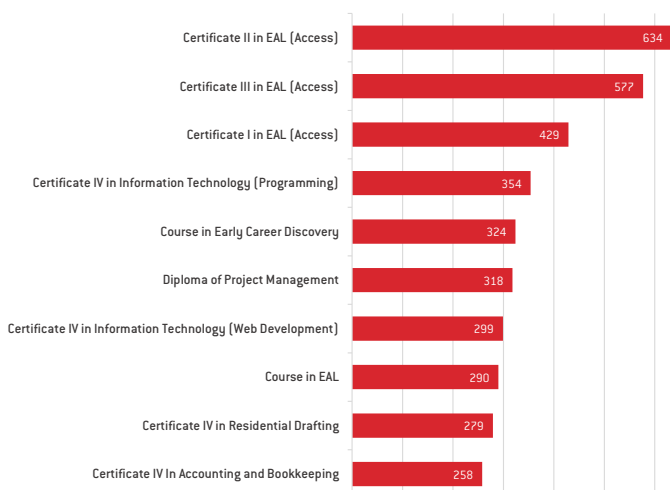 Certificate II in EAL (Access) 634
Certificate III in EAL (Access) 577
Certificate I in EAL (Access) 429
Certificate IV in Information Technology (Programming) 354
Course in Early Career Discovery 324
Diploma of Project Management 318
Certificate IV in Information Technology (Web Development) 299
Course in EAL 290
Certificate IV in Residential Drafting 279
Certificate IV In Accounting and Bookkeeping 258